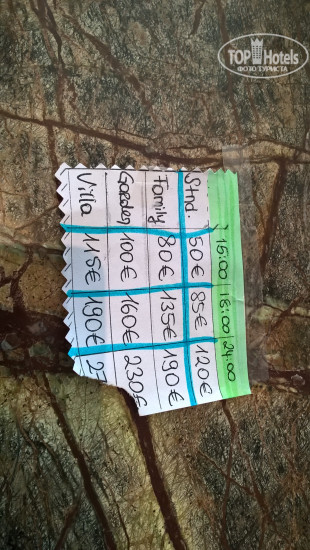 TOP Hotels
ФОТО ТУРИСТА
15:00 | 18:00 | 24:00
Stnd. 50€ 85€ 120€
Family 80€ 135€ 190€
Garden 100€ 160€ 230€
Villa 115€ 190€